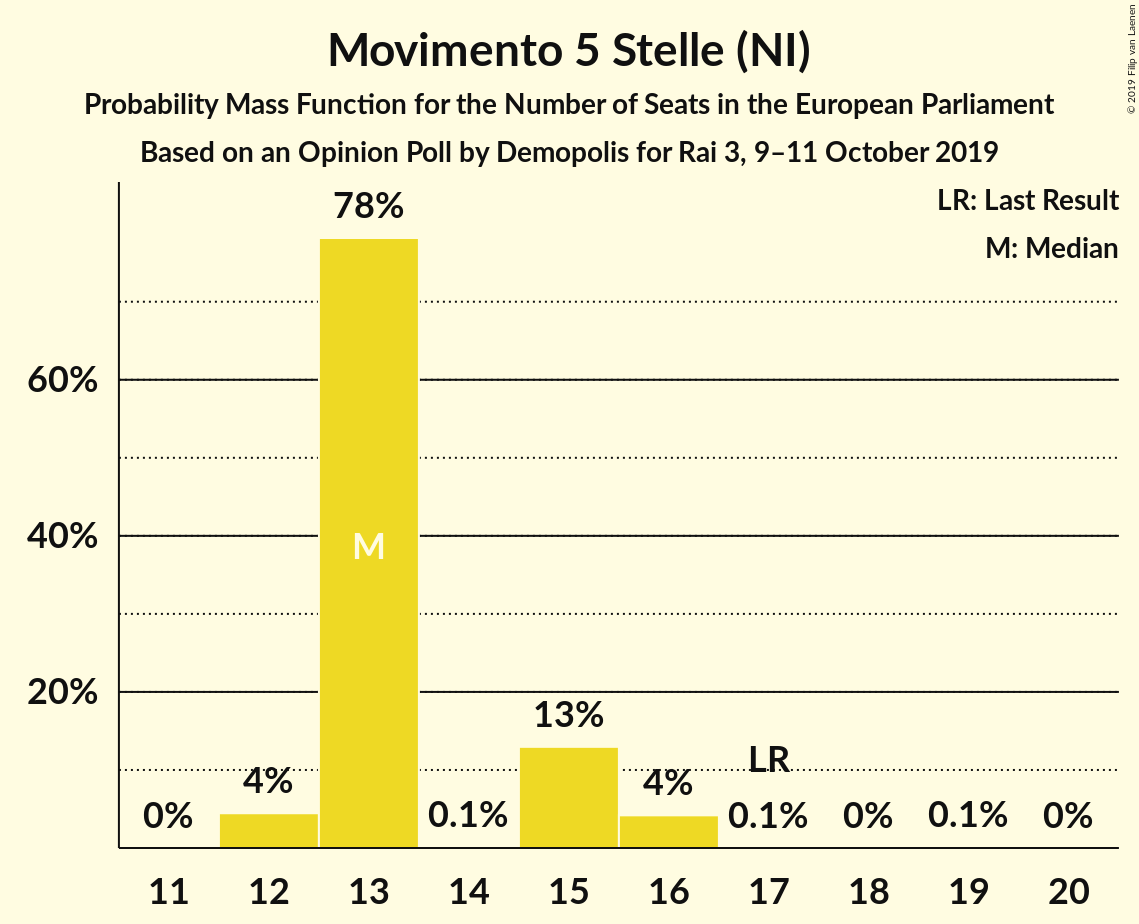 Movimento 5 Stelle (NI)
Probability Mass Function for the Number of Seats in the European Parliament
Based on an Opinion Poll by Demopolis for Rai 3, 9–11 October 2019
© 2019 Filip van Laenen
LR: Last Result
M: Median
78%
60%
M
40%
20%
13%
LR
4%
4%
0%
0.1%
0.1%
0%
0.1%
0%
11 12 13 14 15 16 17 18 19 20